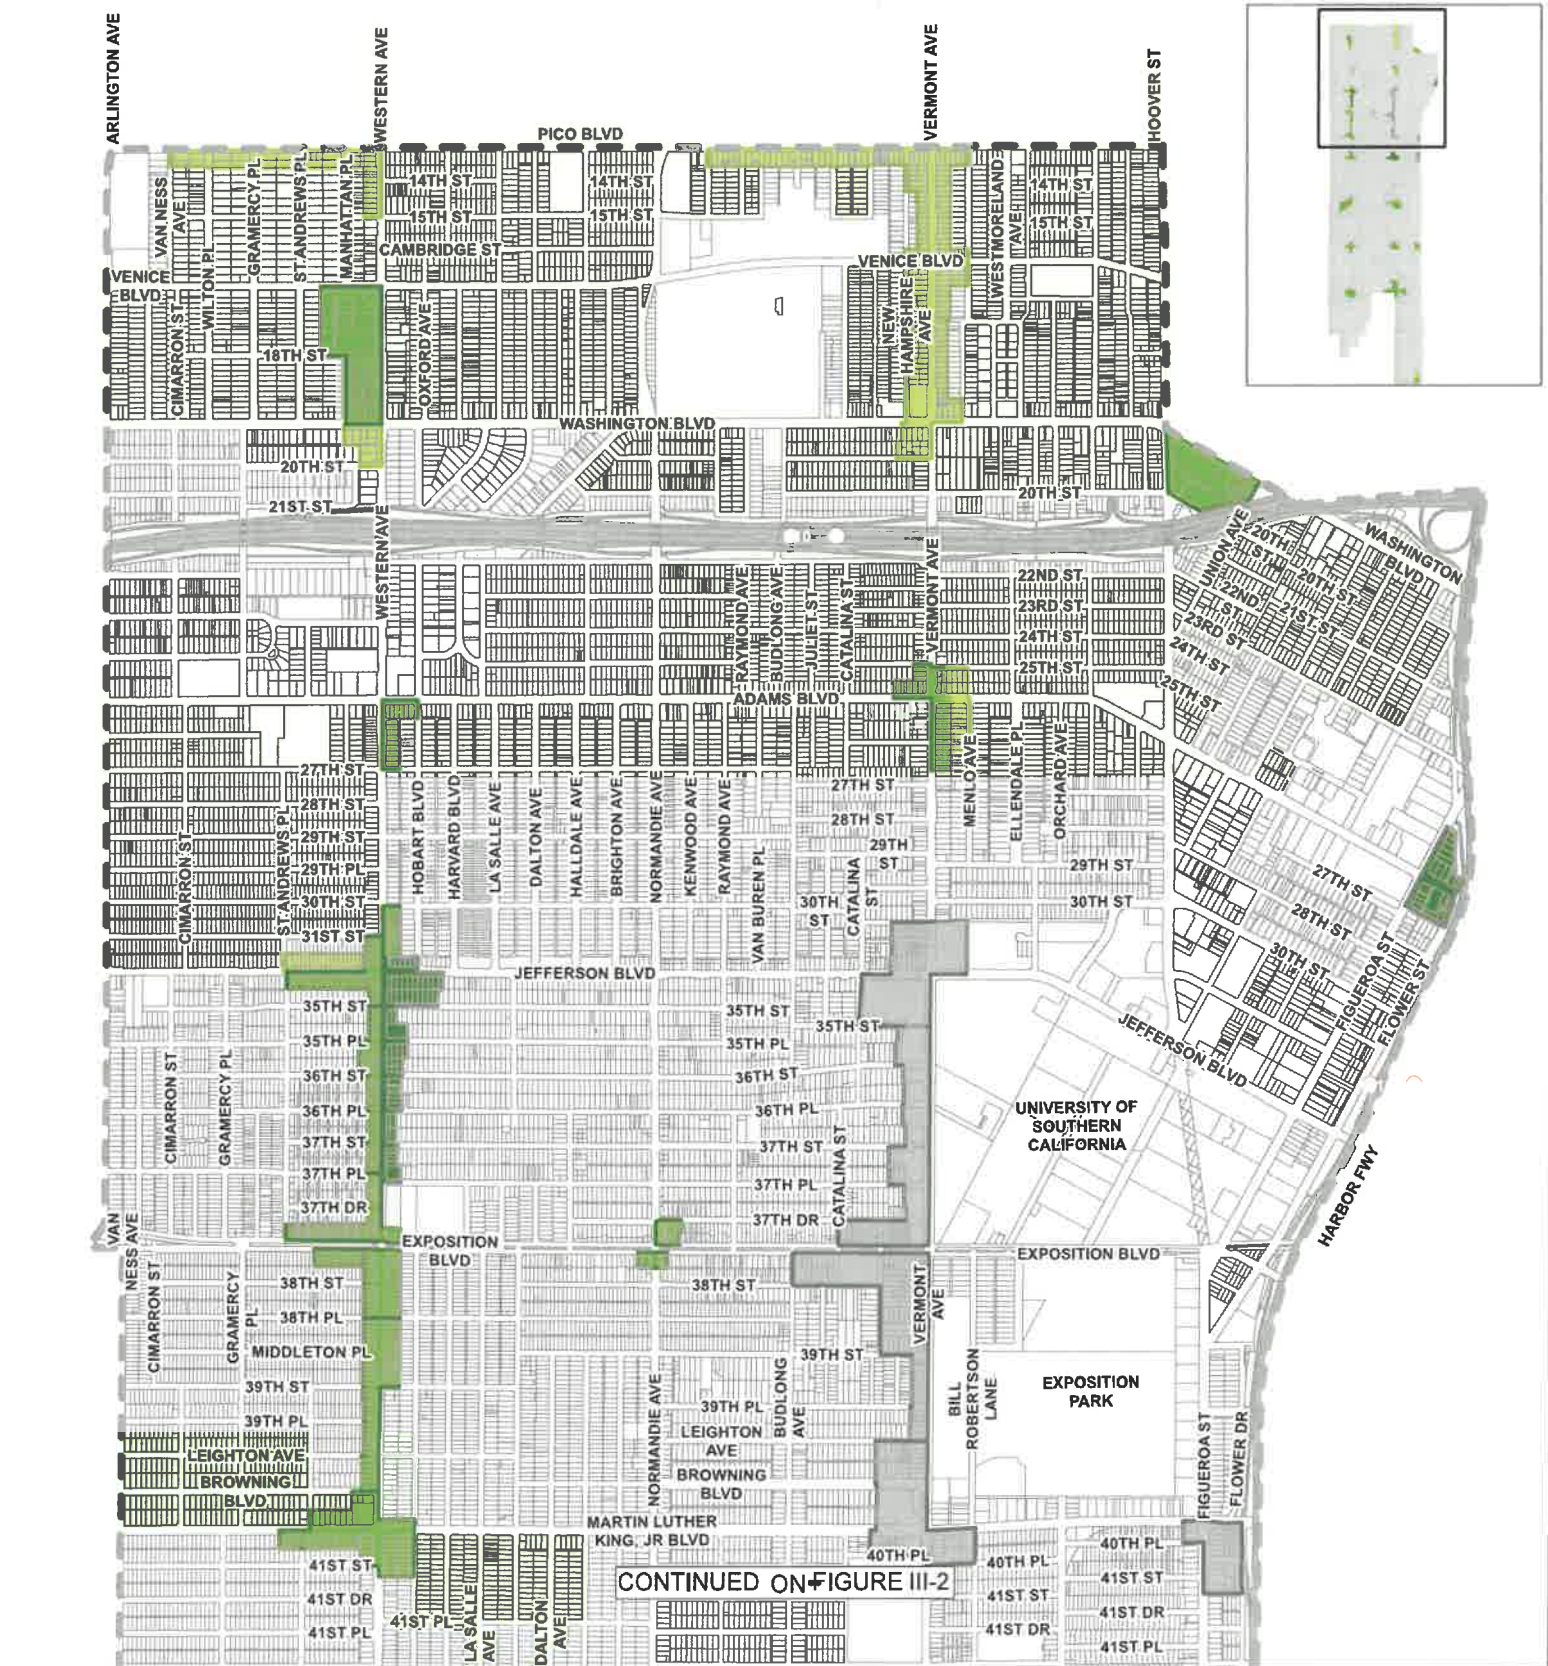 ARLINGTON AVE
WESTERN AVE
VERMONT AVE
HOOVER ST
PICO BLVD
VAN NESS
AVE
WILTON PL
GRAMERCY PL
ST ANDREWS PL
MANHATTAN PL
14TH ST
14TH ST
14TH ST
15TH ST
15TH ST
15TH ST
WESTMORELAND
AVE
CAMBRIDGE ST
VENICE BLVD
VENICE
BLVD
CIMARRON ST
18TH ST
OXFORD AVE
NEW
HAMPSHIRE
AVE
WASHINGTON BLVD
20TH ST
20TH ST
21ST ST
WESTERN AVE
VERMONT AVE
UNION AVE
20TH
ST
WASHINGTON
BLVD
20TH ST
21ST ST
22ND
ST
23RD ST
24TH ST
25TH ST
22ND ST
23RD ST
24TH ST
25TH ST
RAYMOND AVE
BUDLONG AVE
JULIET ST
CATALINA ST
ADAMS BLVD
27TH ST
28TH ST
29TH ST
29TH PL
30TH ST
31ST ST
CIMARRON ST
ST ANDREWS PL
HOBART BLVD
HARVARD BLVD
LA SALLE AVE
DALTON AVE
HALLDALE AVE
BRIGHTON AVE
NORMANDIE AVE
KENWOOD AVE
RAYMOND AVE
VAN BUREN PL
27TH ST
28TH ST
29TH
ST
30TH
ST
CATALINA
ST
MENLO AVE
ELLENDALE PL
ORCHARD AVE
29TH ST
30TH ST
27TH ST
28TH ST
30TH ST
FIGUEROA ST
FLOWER ST
JEFFERSON BLVD
JEFFERSON BLVD
35TH ST
35TH PL
36TH ST
36TH PL
37TH ST
37TH PL
37TH DR
CIMARRON ST
GRAMERCY PL
35TH ST
35TH ST
35TH PL
36TH ST
36TH PL
37TH ST
37TH PL
37TH DR
CATALINA ST
UNIVERSITY OF
SOUTHERN
CALIFORNIA
HARBOR FWY
VAN
NESS AVE
EXPOSITION
BLVD
EXPOSITION BLVD
38TH ST
38TH PL
MIDDLETON PL
39TH ST
39TH PL
CIMARRON ST
GRAMERCY
PL
38TH ST
39TH ST
VERMONT
AVE
BUDLONG
AVE
NORMANDIE AVE
39TH PL
LEIGHTON
AVE
BROWNING
BLVD
BILL
ROBERTSON
LANE
EXPOSITION
PARK
FIGUEROA ST
FLOWER DR
LEIGHTON AVE
BROWNING
BLVD
MARTIN LUTHER
KING, JR BLVD
40TH PL
40TH PL
40TH PL
41ST ST
41ST DR
41ST PL
41ST PL
LA SALLE
AVE
DALTON
AVE
CONTINUED ON FIGURE III-2
41ST ST
41ST DR
41ST ST
41ST DR
41ST PL